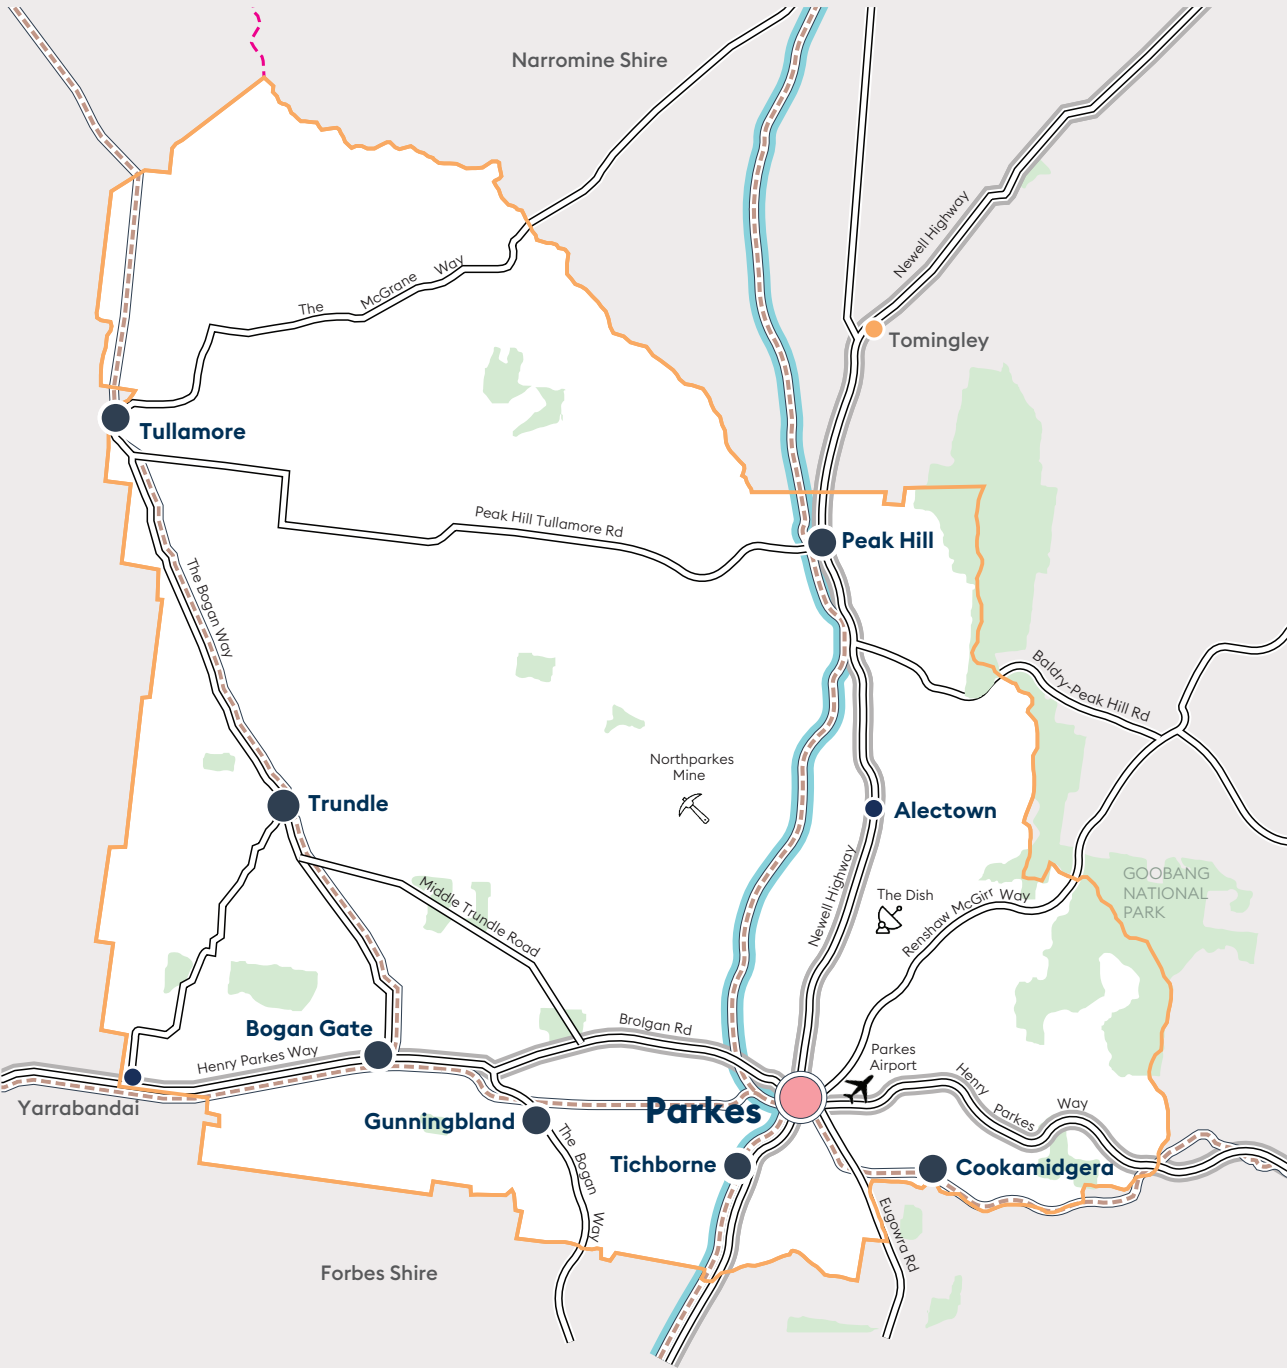 Narromine Shire
Newell Highway
The McGrane Way
Tomingley
Tullamore
Peak Hill Tullamore Rd
Peak Hill
The Bogan Way
Baldry-Peak Hill Rd
Northparkes
Mine
Trundle
Alectown
Newell Highway
GOOBANG
NATIONAL
PARK
Middle Trundle Road
The Dish
Renshaw McGirr Way
Bogan Gate
Brolgan Rd
Henry Parkes Way
Parkes
Airport
Henry Parkes Way
Yarrabandai
Gunningbland
Parkes
The Bogan Way
Tichborne
Cookamidgera
Eugowra Rd
Forbes Shire